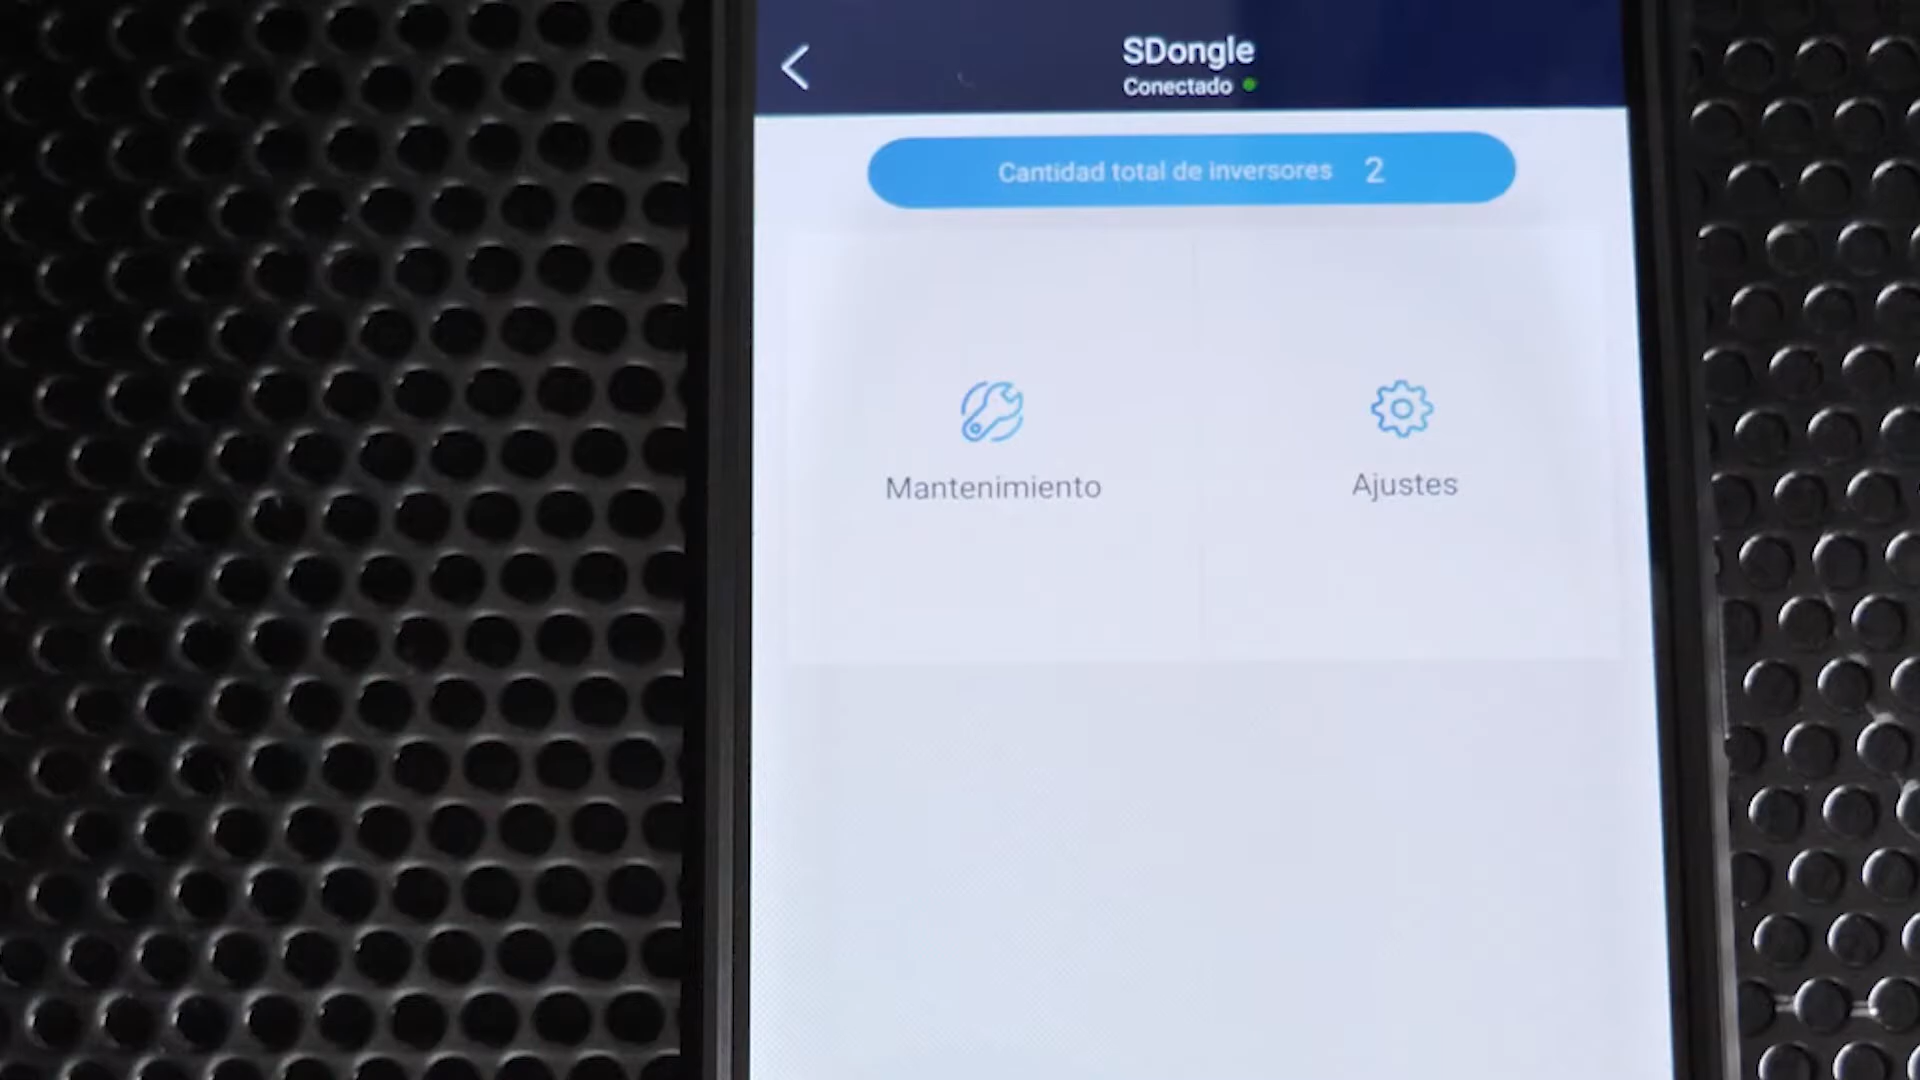 SDongle
Conectado
Cantidad total de inversores 2
Mantenimiento
Ajustes